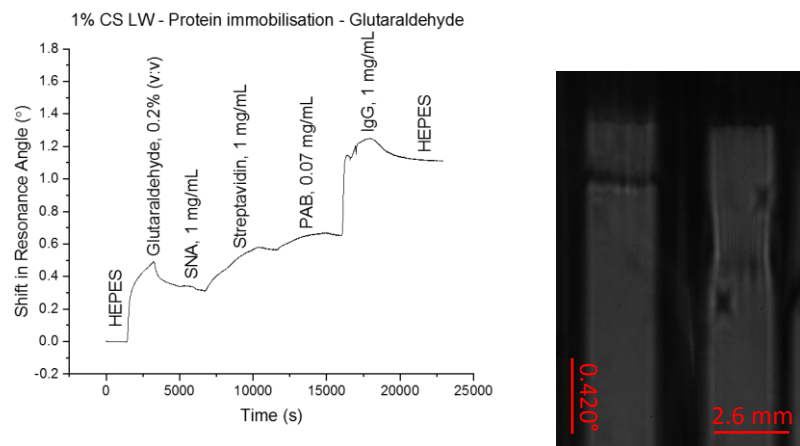 1% CS LW - Protein immobilisation - Glutaraldehyde
Shift in Resonance Angle (°)
1.8
1.6
1.4
1.2
1.0
0.8
0.6
0.4
0.2
0.0
-0.2
HEPES
Glutaraldehyde, 0.2% (v:v)
SNA, 1 mg/mL
Streptavidin, 1 mg/mL
PAB, 0.07 mg/mL
IgG, 1 mg/mL
HEPES
0 5000 10000 15000 20000 25000
Time (s)
0.420°
2.6 mm